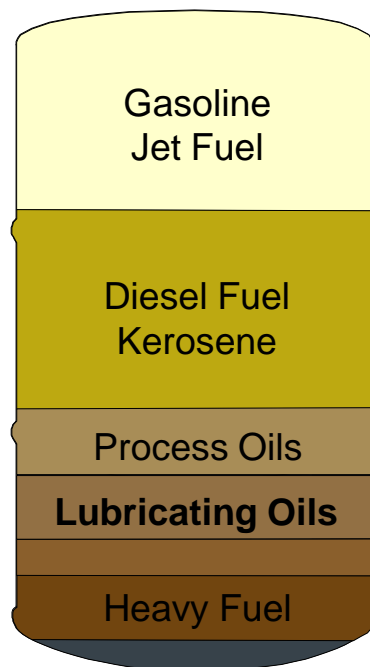 Gasoline
Jet Fuel
Diesel Fuel
Kerosene
Process Oils
Lubricating Oils
Heavy Fuel